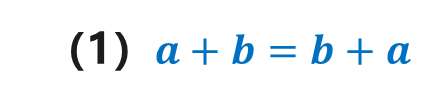 (1) a + b = b + a